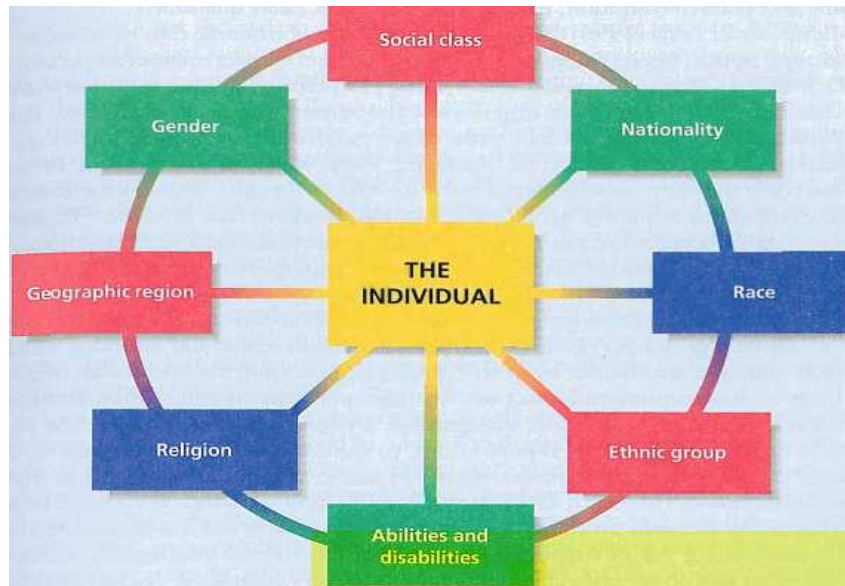 Social class
Gender
Nationality
THE
INDIVIDUAL
Geographic region
Race
Religion
Ethnic group
Abilities and
disabilities